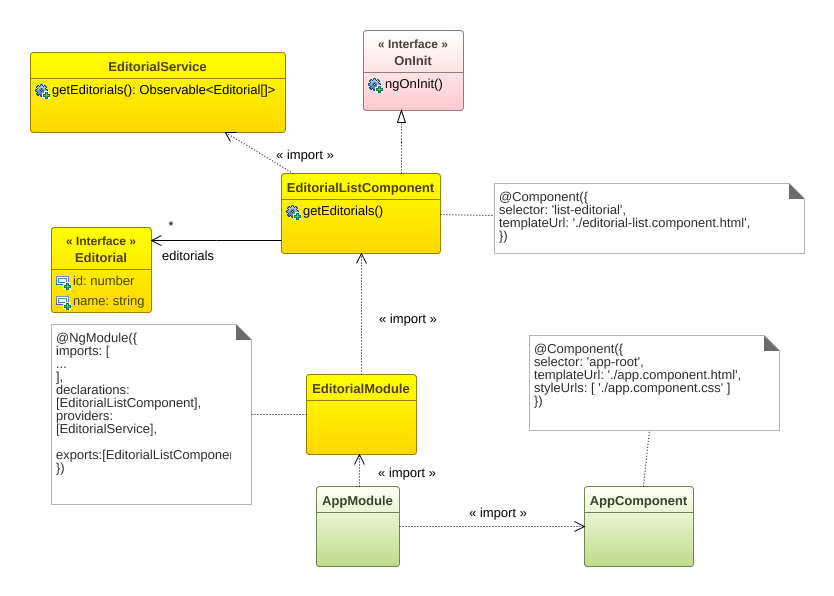 « Interface »
OnInit
ngOnInit()
EditorialService
getEditorials(): Observable<Editorial[]>
« import »
EditorialListComponent
getEditorials()
@Component({
selector: 'list-editorial',
templateUrl: './editorial-list.component.html',
})
*
editorials
« Interface »
Editorial
id: number
name: string
« import »
@NgModule({
imports: [
...
],
declarations:
[EditorialListComponent],
providers:
[EditorialService],
exports:[EditorialListComponen
})
@Component({
selector: 'app-root',
templateUrl: './app.component.html',
styleUrls: [ './app.component.css' ]
})
EditorialModule
« import »
AppModule
« import »
AppComponent